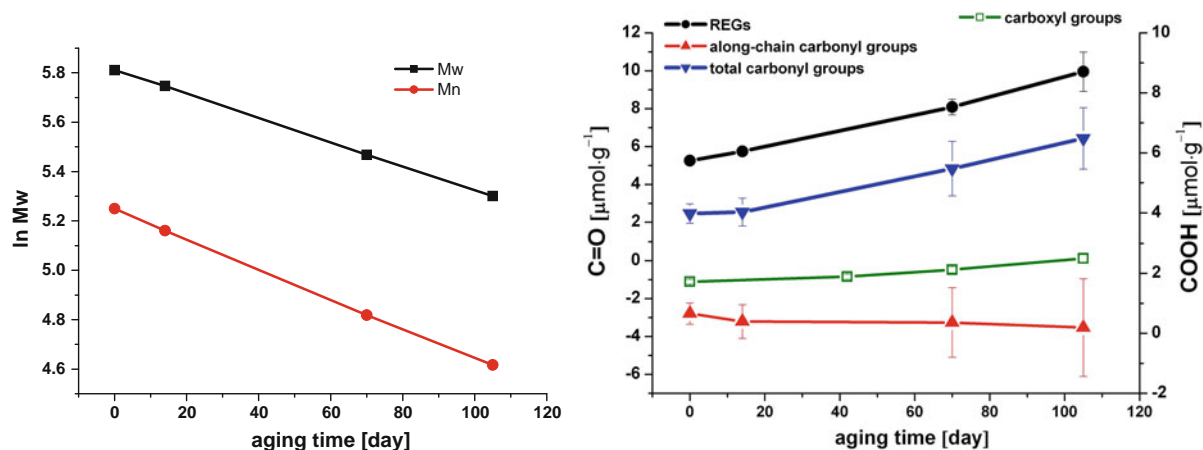 Mw
Mn
5.8
5.6
5.4
5.2
5.0
4.8
4.6
ln Mw
0 20 40 60 80 100 120
aging time [day]
REGs
along-chain carbonyl groups
total carbonyl groups
carboxyl groups
12
10
8
6
4
2
0
-2
-4
-6
C=O [μmol·g⁻¹]
10
8
6
4
2
0
-2
COOH [μmol·g⁻¹]
0 20 40 60 80 100 120
aging time [day]